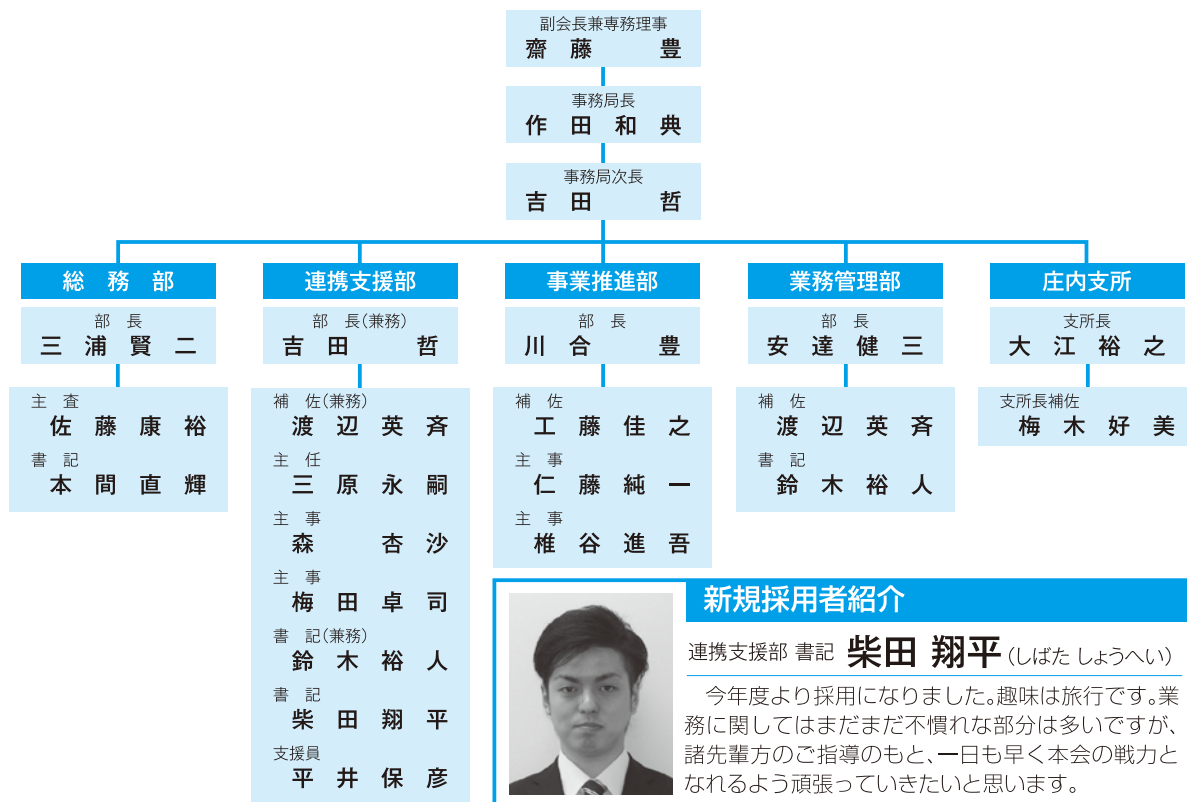 副会長兼専務理事
齋藤 豊
事務局長
作田和典
事務局次長
吉田 哲
総務部
部長
三浦賢二
主査
佐藤康裕
書記
本間直輝
連携支援部
部長(兼務)
吉田 哲
補佐(兼務)
渡辺英斉
主任
三原永嗣
主事
森 杏沙
主事
梅田卓司
書記(兼務)
鈴木裕人
書記
柴田翔平
支援員
平井保彦
事業推進部
部長
川合 豊
補佐
工藤佳之
主事
仁藤純一
主事
椎谷進吾
業務管理部
部長
安達健三
補佐
渡辺英斉
書記
鈴木裕人
庄内支所
支所長
大江裕之
支所長補佐
梅木好美
新規採用者紹介
連携支援部 書記 柴田 翔平(しばた しょうへい)
今年度より採用になりました。趣味は旅行です。業
務に関してはまだまだ不慣れな部分は多いですが、
諸先輩方のご指導のもと、一日も早く本会の戦力と
なれるよう頑張っていきたいと思います。